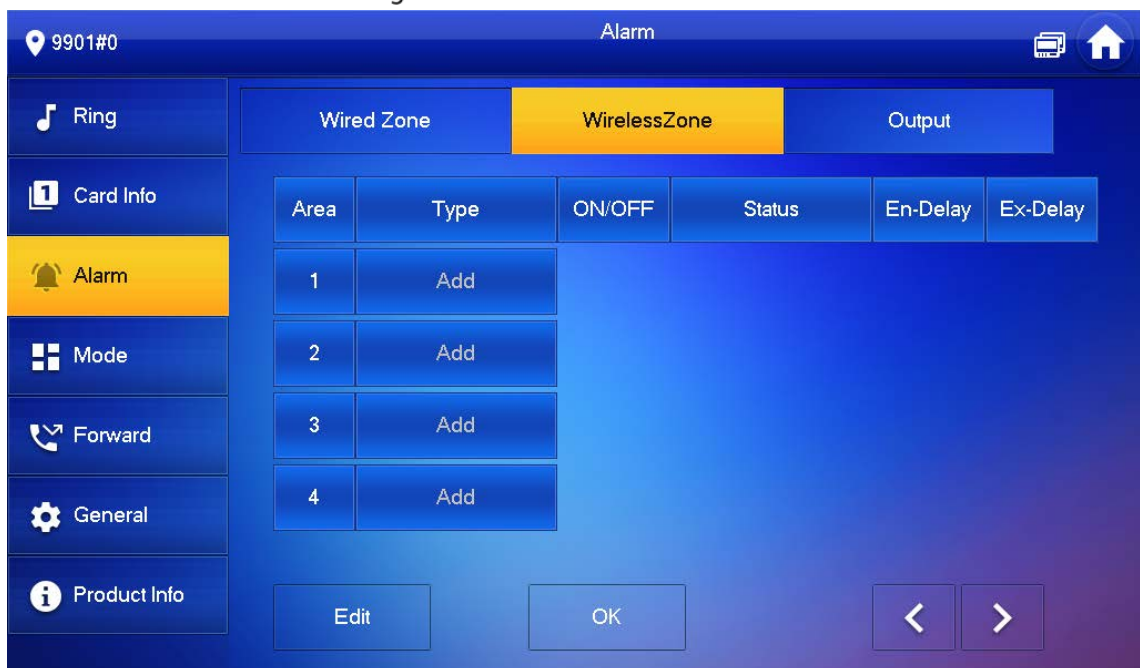 9901#0
Alarm
Ring
Card Info
Alarm
Mode
Forward
General
Product Info
Wired Zone WirelessZone Output
Area Type ON/OFF Status En-Delay Ex-Delay
1 Add
2 Add
3 Add
4 Add
Edit OK